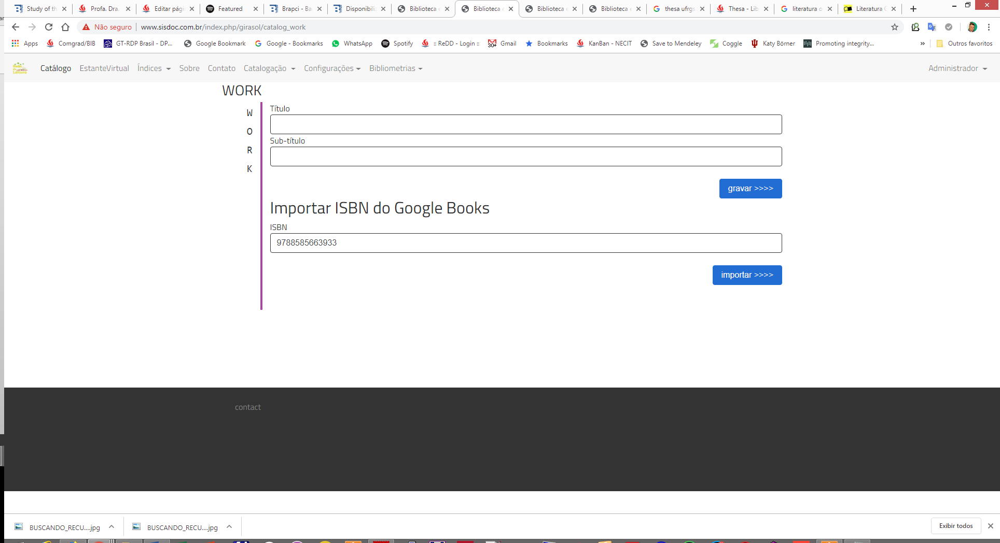 Study of th
Profa. Dra.
Editar pági
Featured
Brapci - Ba
Disponibiliz
Biblioteca e
Biblioteca e
Biblioteca e
Biblioteca e
thesa ufrgs
Thesa - Lib
literatura o
Literatura C
Não seguro
www.sisdoc.com.br/index.php/girasol/catalog_work
Apps
Comgrad/BIB
GT-RDP Brasil - DP...
Google Bookmark
Google - Bookmarks
WhatsApp
Spotify
:: ReDD - Login ::
30+
Gmail
Bookmarks
KanBan - NECIT
Save to Mendeley
Coggle
Katy Börner
Promoting integrity...
»
Outros favoritos
Catálogo
EstanteVirtual
Índices
Sobre
Contato
Catalogação
Configurações
Bibliometrias
Administrador
WORK
W
O
R
K
Título
Sub-título
gravar >>>>
Importar ISBN do Google Books
ISBN
9788585663933
importar >>>>
contact
BUSCANDO_RECU....jpg
BUSCANDO_RECU....jpg
Exibir todos